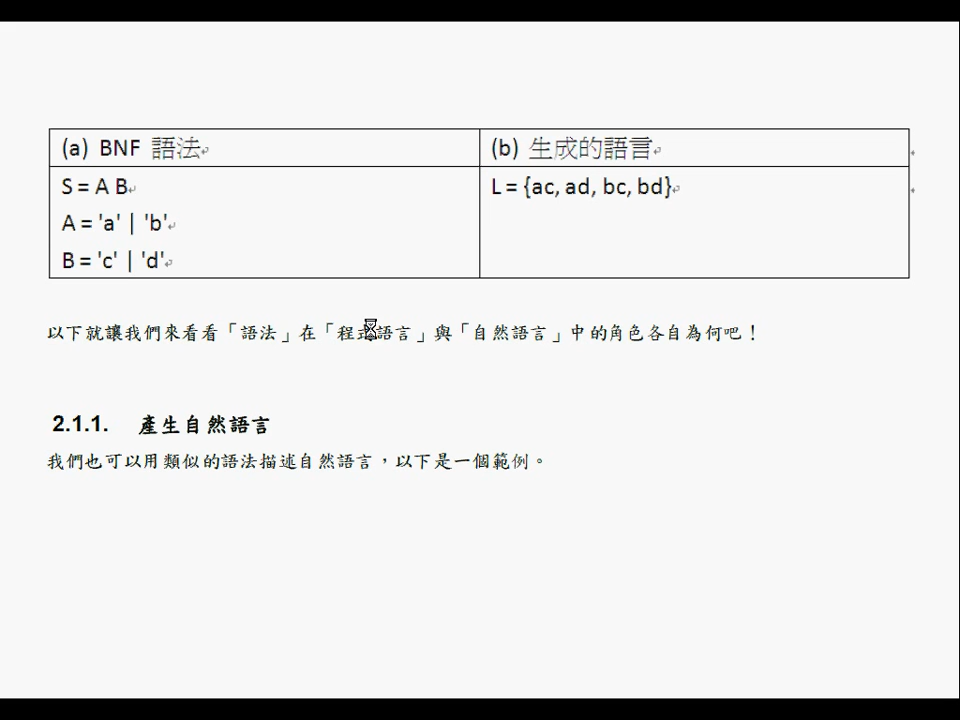 (a) BNF 語法
(b) 生成的語言
S = A B
L = {ac, ad, bc, bd}
A = 'a' | 'b'
B = 'c' | 'd'
以下就讓我們來看看「語法」在「程式語言」與「自然語言」中的角色各自為何吧！
2.1.1. 產生自然語言
我們也可以用類似的語法描述自然語言，以下是一個範例。